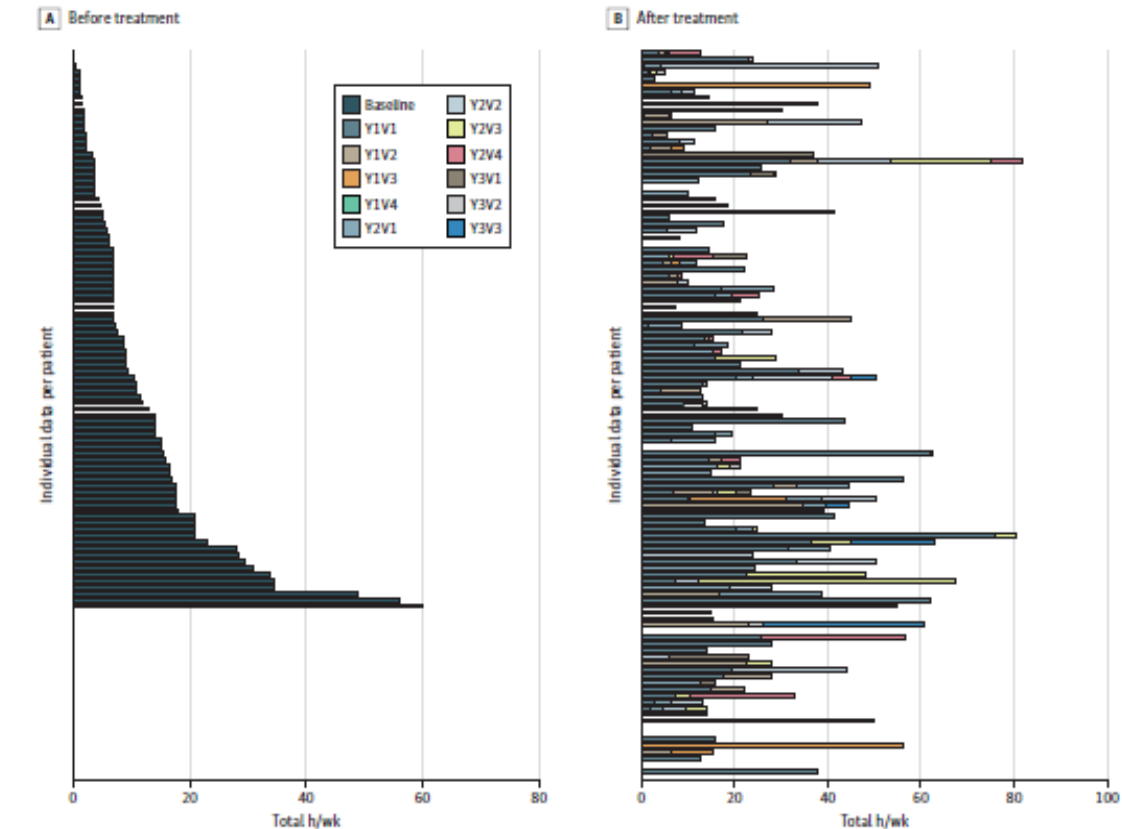 A Before treatment
Individual data per patient
Baseline
Y1V1
Y1V2
Y1V3
Y1V4
Y2V1
Y2V2
Y2V3
Y2V4
Y3V1
Y3V2
Y3V3
0 20 40 60 80
Total h/wk
B After treatment
Individual data per patient
0 20 40 60 80 100
Total h/wk